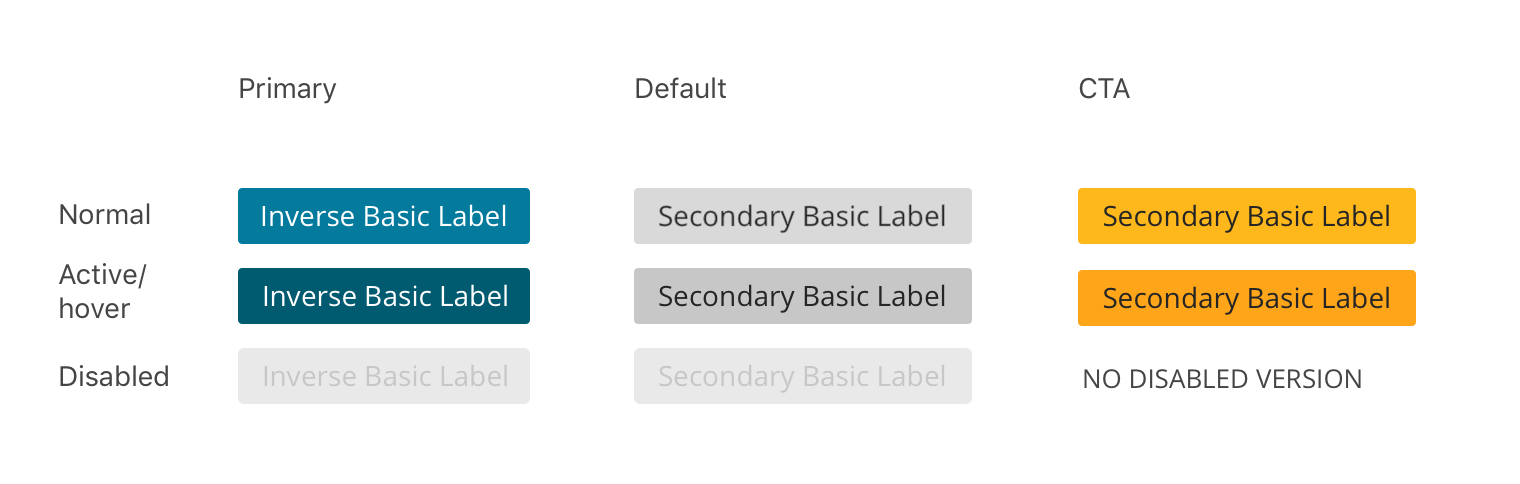 Primary Default CTA
Normal Inverse Basic Label Secondary Basic Label Secondary Basic Label
Active/
hover Inverse Basic Label Secondary Basic Label Secondary Basic Label
Disabled Inverse Basic Label Secondary Basic Label NO DISABLED VERSION